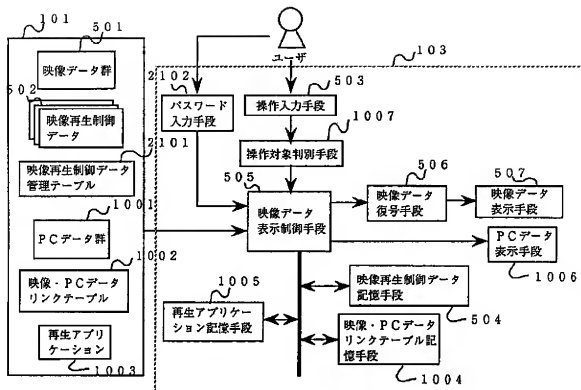 101
501
映像データ群
502
映像再生制御
データ
2101
映像再生制御データ
管理テーブル
1001
PCデータ群
1002
映像・PCデータ
リンクテーブル
再生アプリ
ケーション
1003
ユーザ
103
2102
パスワード
入力手段
503
操作入力手段
1007
操作対象判別手段
505
映像データ
表示制御手段
506
映像データ
復号手段
507
映像データ
表示手段
PCデータ
表示手段
1006
1005
再生アプリ
ケーション記憶手段
映像再生制御データ
記憶手段
504
映像・PCデータ
リンクテーブル記憶
手段
1004